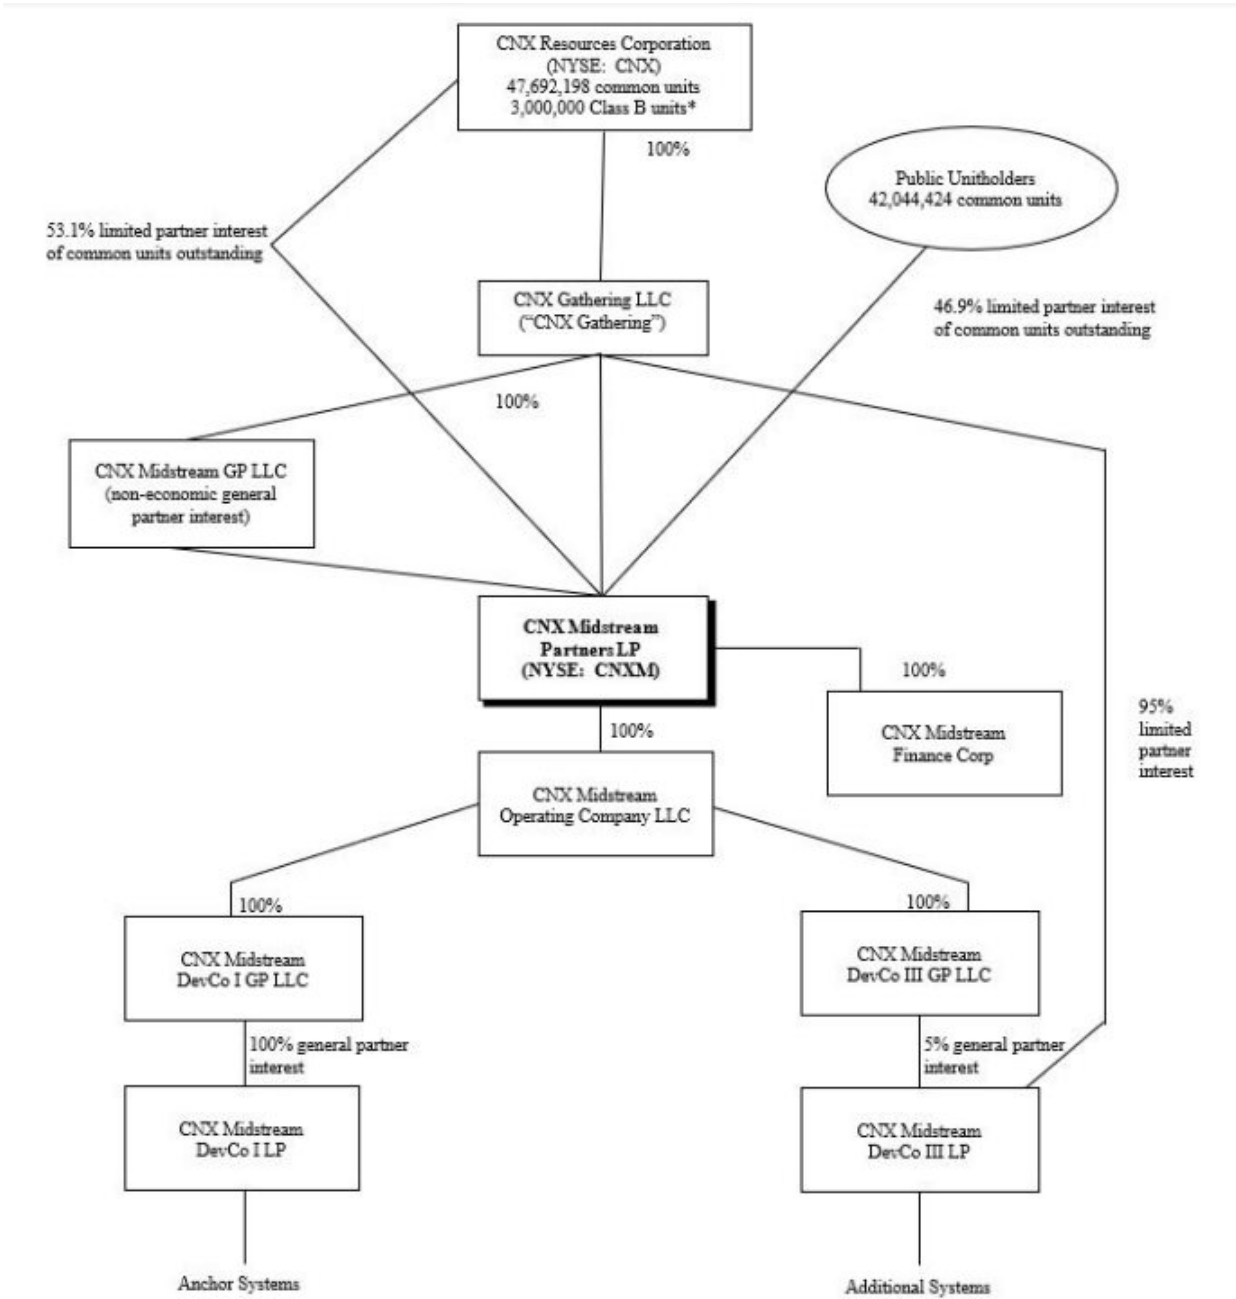 CNX Resources Corporation
(NYSE: CNX)
47,692,198 common units
3,000,000 Class B units*
100%
Public Unitholders
42,044,424 common units
53.1% limited partner interest
of common units outstanding
CNX Gathering LLC
(“CNX Gathering”)
46.9% limited partner interest
of common units outstanding
100%
CNX Midstream GP LLC
(non-economic general
partner interest)
CNX Midstream
Partners LP
(NYSE: CNXM)
100%
CNX Midstream
Finance Corp
95%
limited
partner
interest
100%
CNX Midstream
Operating Company LLC
100%
100%
CNX Midstream
DevCo I GP LLC
CNX Midstream
DevCo III GP LLC
100% general partner
interest
5% general partner
interest
CNX Midstream
DevCo I LP
CNX Midstream
DevCo III LP
Anchor Systems
Additional Systems